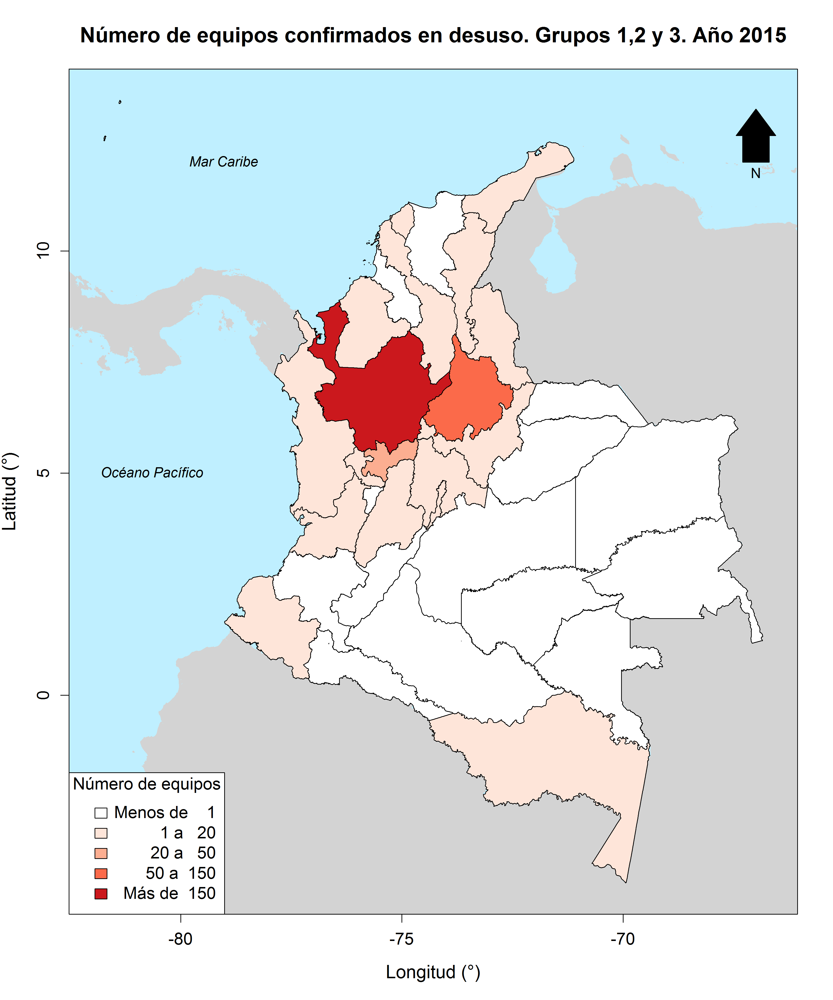 Número de equipos confirmados en desuso. Grupos 1,2 y 3. Año 2015
Mar Caribe
N
10
Océano Pacífico
5
Latitud (°)
0
Número de equipos
Menos de 1
1 a 20
20 a 50
50 a 150
Más de 150
-80 -75 -70
Longitud (°)